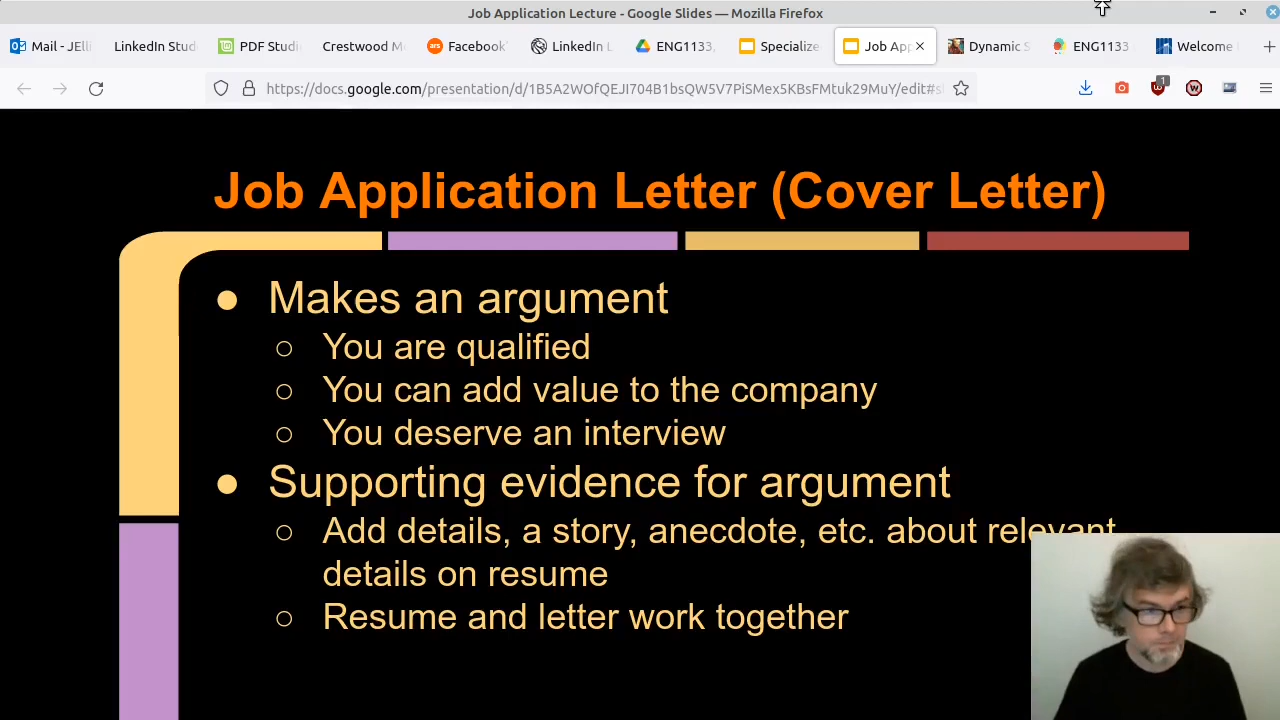 Job Application Lecture - Google Slides — Mozilla Firefox
Mail - JElli
LinkedIn Stud
PDF Studi
Crestwood M
Facebook
LinkedIn L
ENG1133,
Specialize
Job App
Dynamic S
ENG1133
Welcome
https://docs.google.com/presentation/d/1B5A2WOfQEJI704B1bsQW5V7PiSMex5KBsFMtuk29MuY/edit#s
1
Job Application Letter (Cover Letter)
● Makes an argument
○ You are qualified
○ You can add value to the company
○ You deserve an interview
● Supporting evidence for argument
○ Add details, a story, anecdote, etc. about relevant
details on resume
○ Resume and letter work together